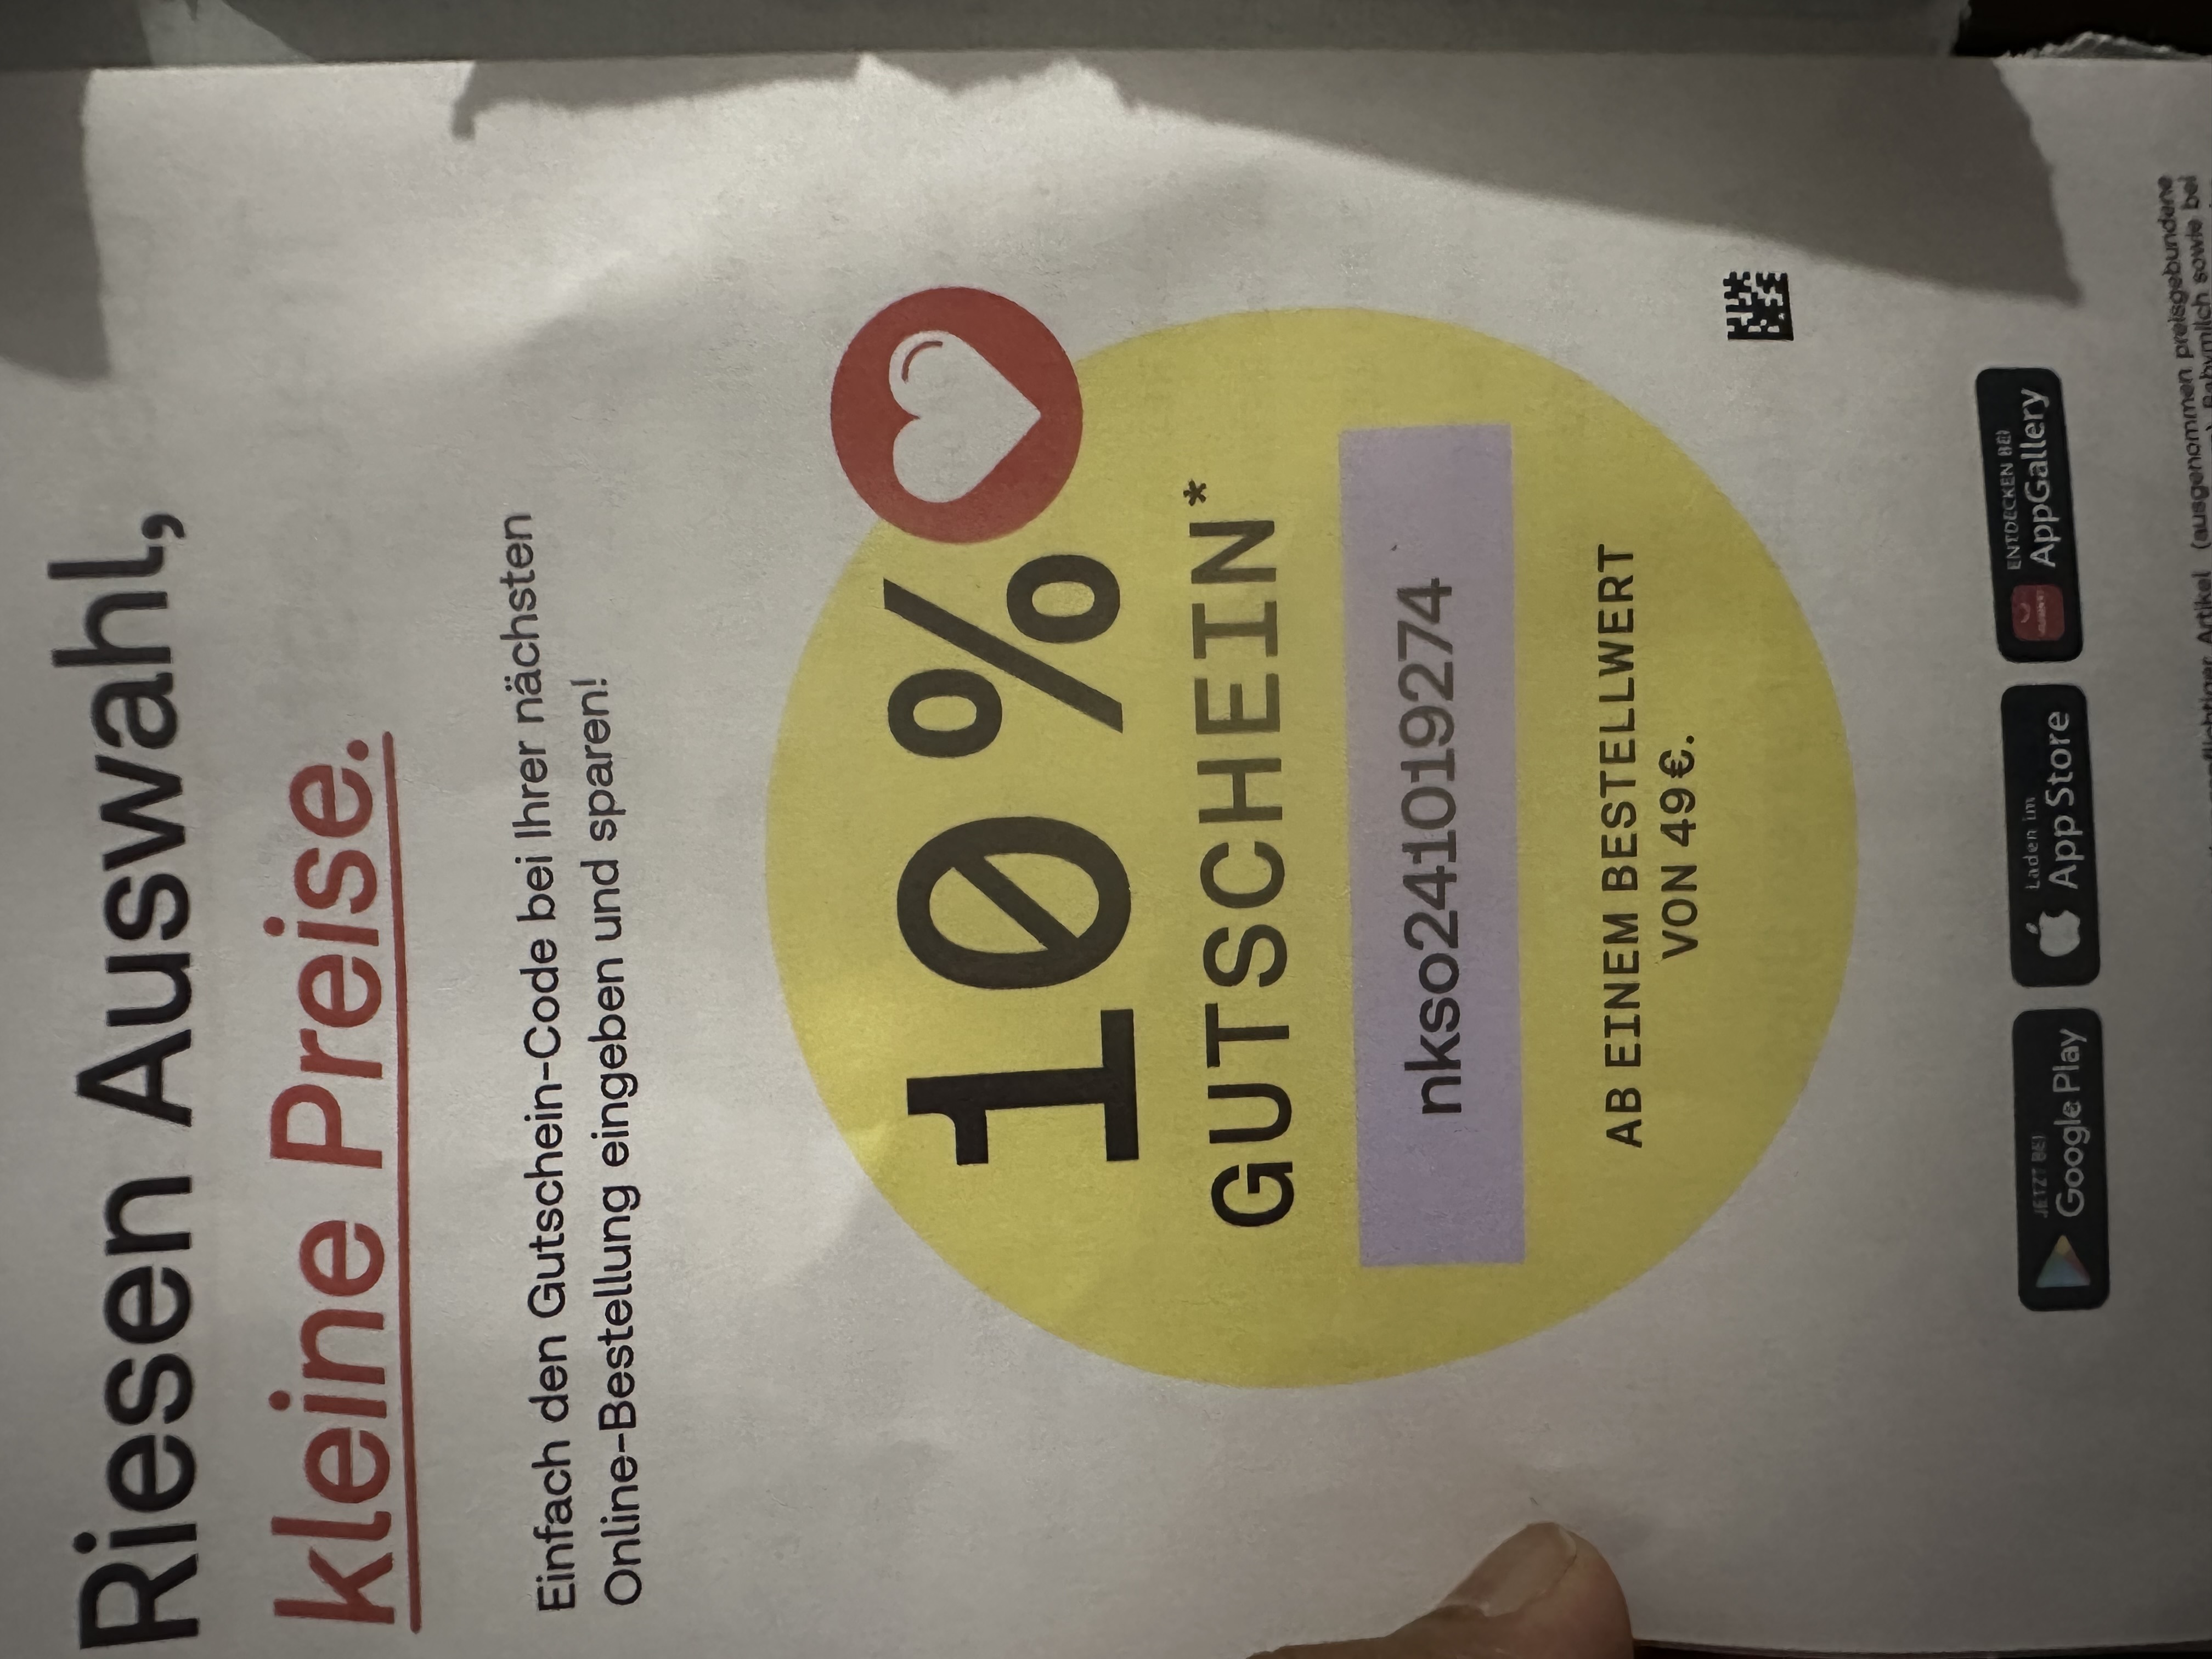 Riesen Auswahl,
kleine Preise.
Einfach den Gutschein-Code bei Ihrer nächsten
Online-Bestellung eingeben und sparen!
10%
GUTSCHEIN*
nkso241019274
AB EINEM BESTELLWERT
VON 49€.
JETZT BEI
Google Play
Laden im
App Store
ENTDECKEN BEI
AppGallery
Artikel (ausgenommen preisgebundene
Babymilch sowie bei